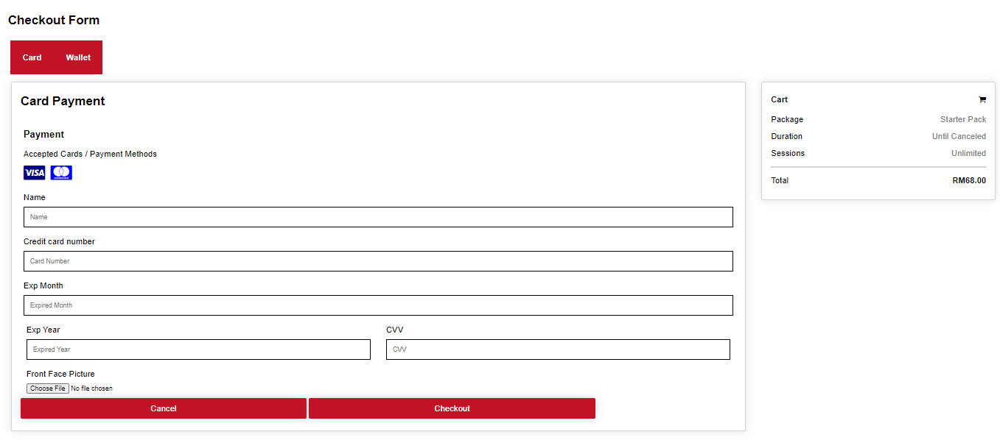 Checkout Form
Card Wallet
Card Payment
Payment
Accepted Cards / Payment Methods
VISA mastercard
Name
Name
Credit card number
Card Number
Exp Month
Expired Month
Exp Year CVV
Expired Year CVV
Front Face Picture
Choose File No file chosen
Cancel Checkout
Cart
Package Starter Pack
Duration Until Canceled
Sessions Unlimited
Total RM68.00